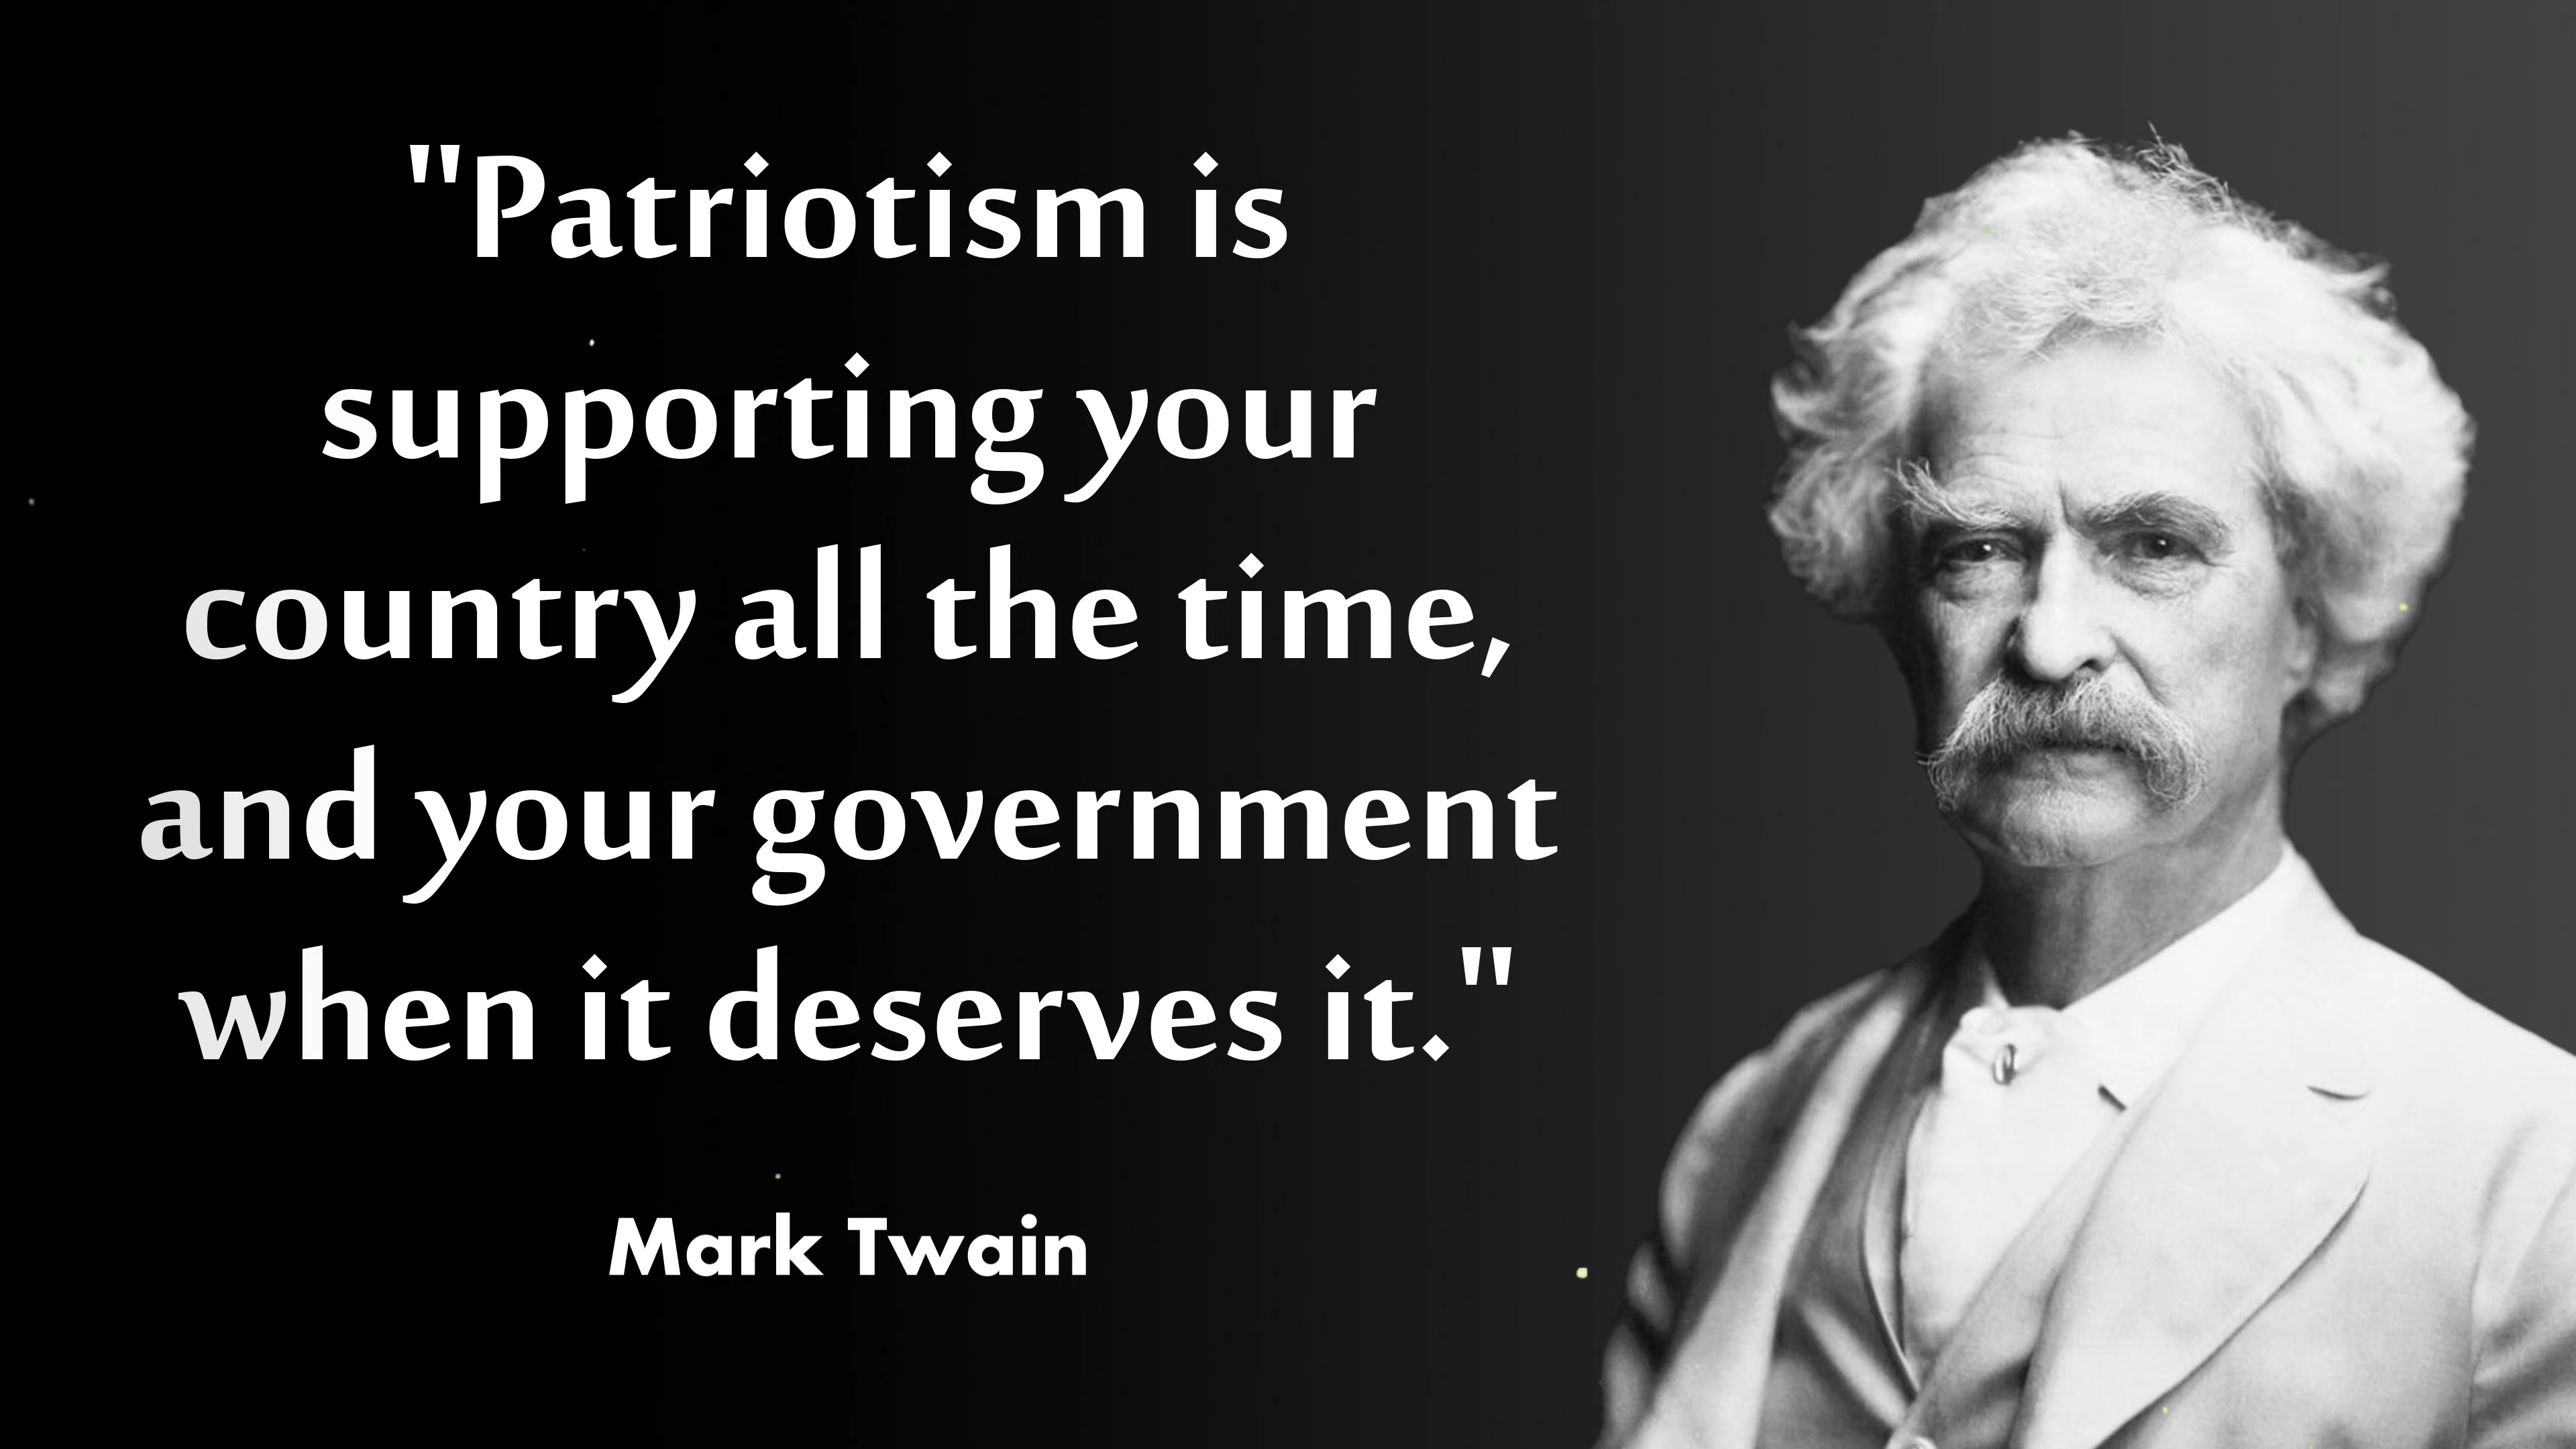 "Patriotism is
supporting your
country all the time,
and your government
when it deserves it."
Mark Twain